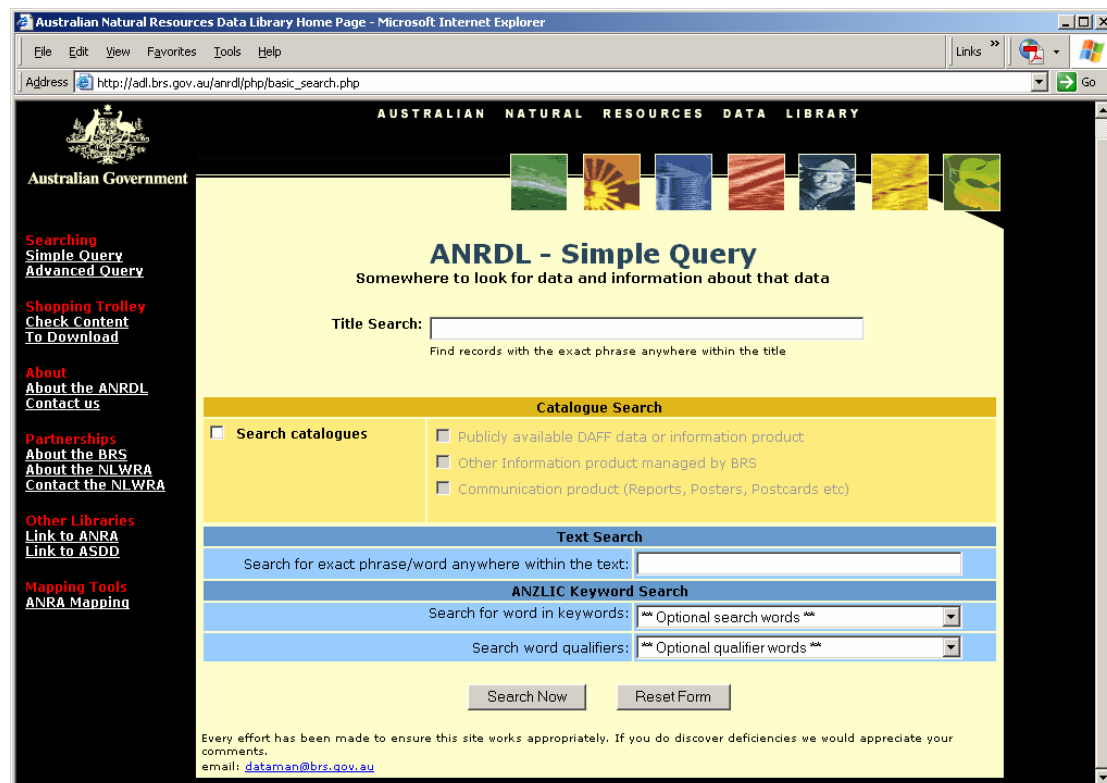 Australian Natural Resources Data Library Home Page - Microsoft Internet Explorer
File Edit View Favorites Tools Help
Links »
Address http://adl.brs.gov.au/anrdl/php/basic_search.php
Go
AUSTRALIAN NATURAL RESOURCES DATA LIBRARY
Australian Government
Searching
Simple Query
Advanced Query
Shopping Trolley
Check Content
To Download
About
About the ANRDL
Contact us
Partnerships
About the BRS
About the NLWRA
Contact the NLWRA
Other Libraries
Link to ANRA
Link to ASDD
Mapping Tools
ANRA Mapping
ANRDL - Simple Query
Somewhere to look for data and information about that data
Title Search:
Find records with the exact phrase anywhere within the title
Catalogue Search
Search catalogues
Publicly available DAFF data or information product
Other Information product managed by BRS
Communication product (Reports, Posters, Postcards etc)
Text Search
Search for exact phrase/word anywhere within the text:
ANZLIC Keyword Search
Search for word in keywords: ** Optional search words **
Search word qualifiers: ** Optional qualifier words **
Search Now Reset Form
Every effort has been made to ensure this site works appropriately. If you do discover deficiencies we would appreciate your
comments.
email: dataman@brs.gov.au